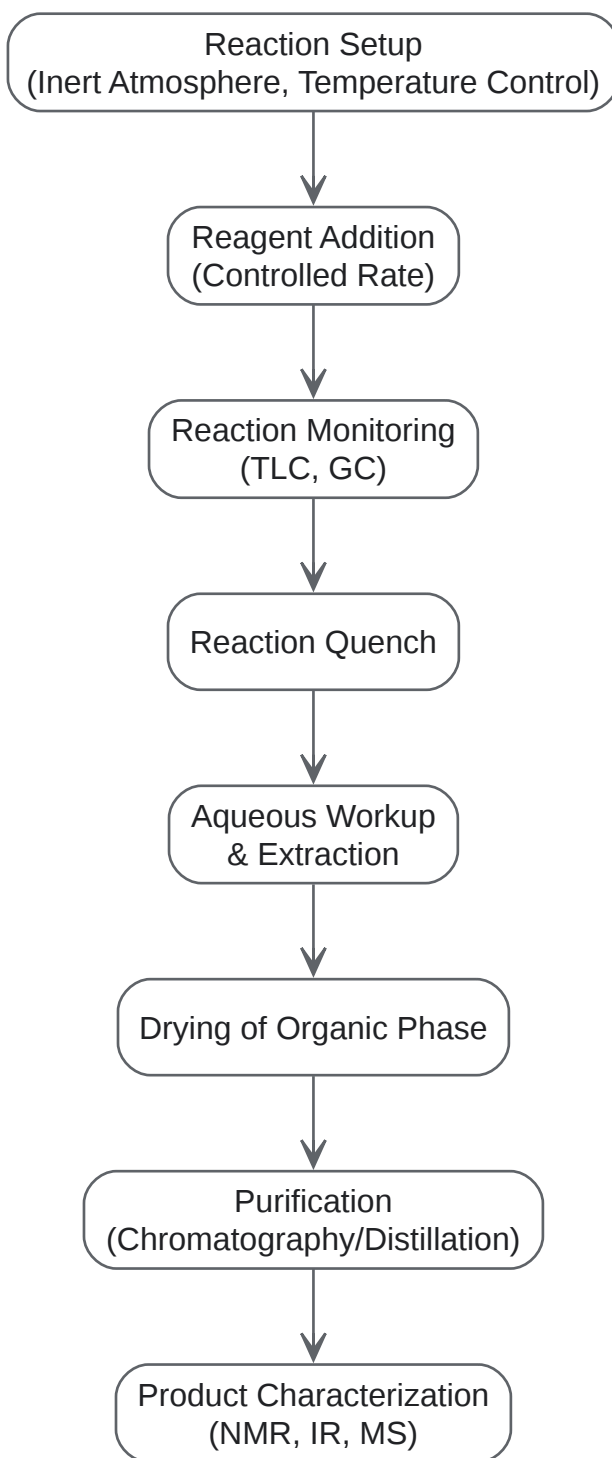 Reaction Setup
(Inert Atmosphere, Temperature Control)
Reagent Addition
(Controlled Rate)
Reaction Monitoring
(TLC, GC)
Reaction Quench
Aqueous Workup
& Extraction
Drying of Organic Phase
Purification
(Chromatography/Distillation)
Product Characterization
(NMR, IR, MS)